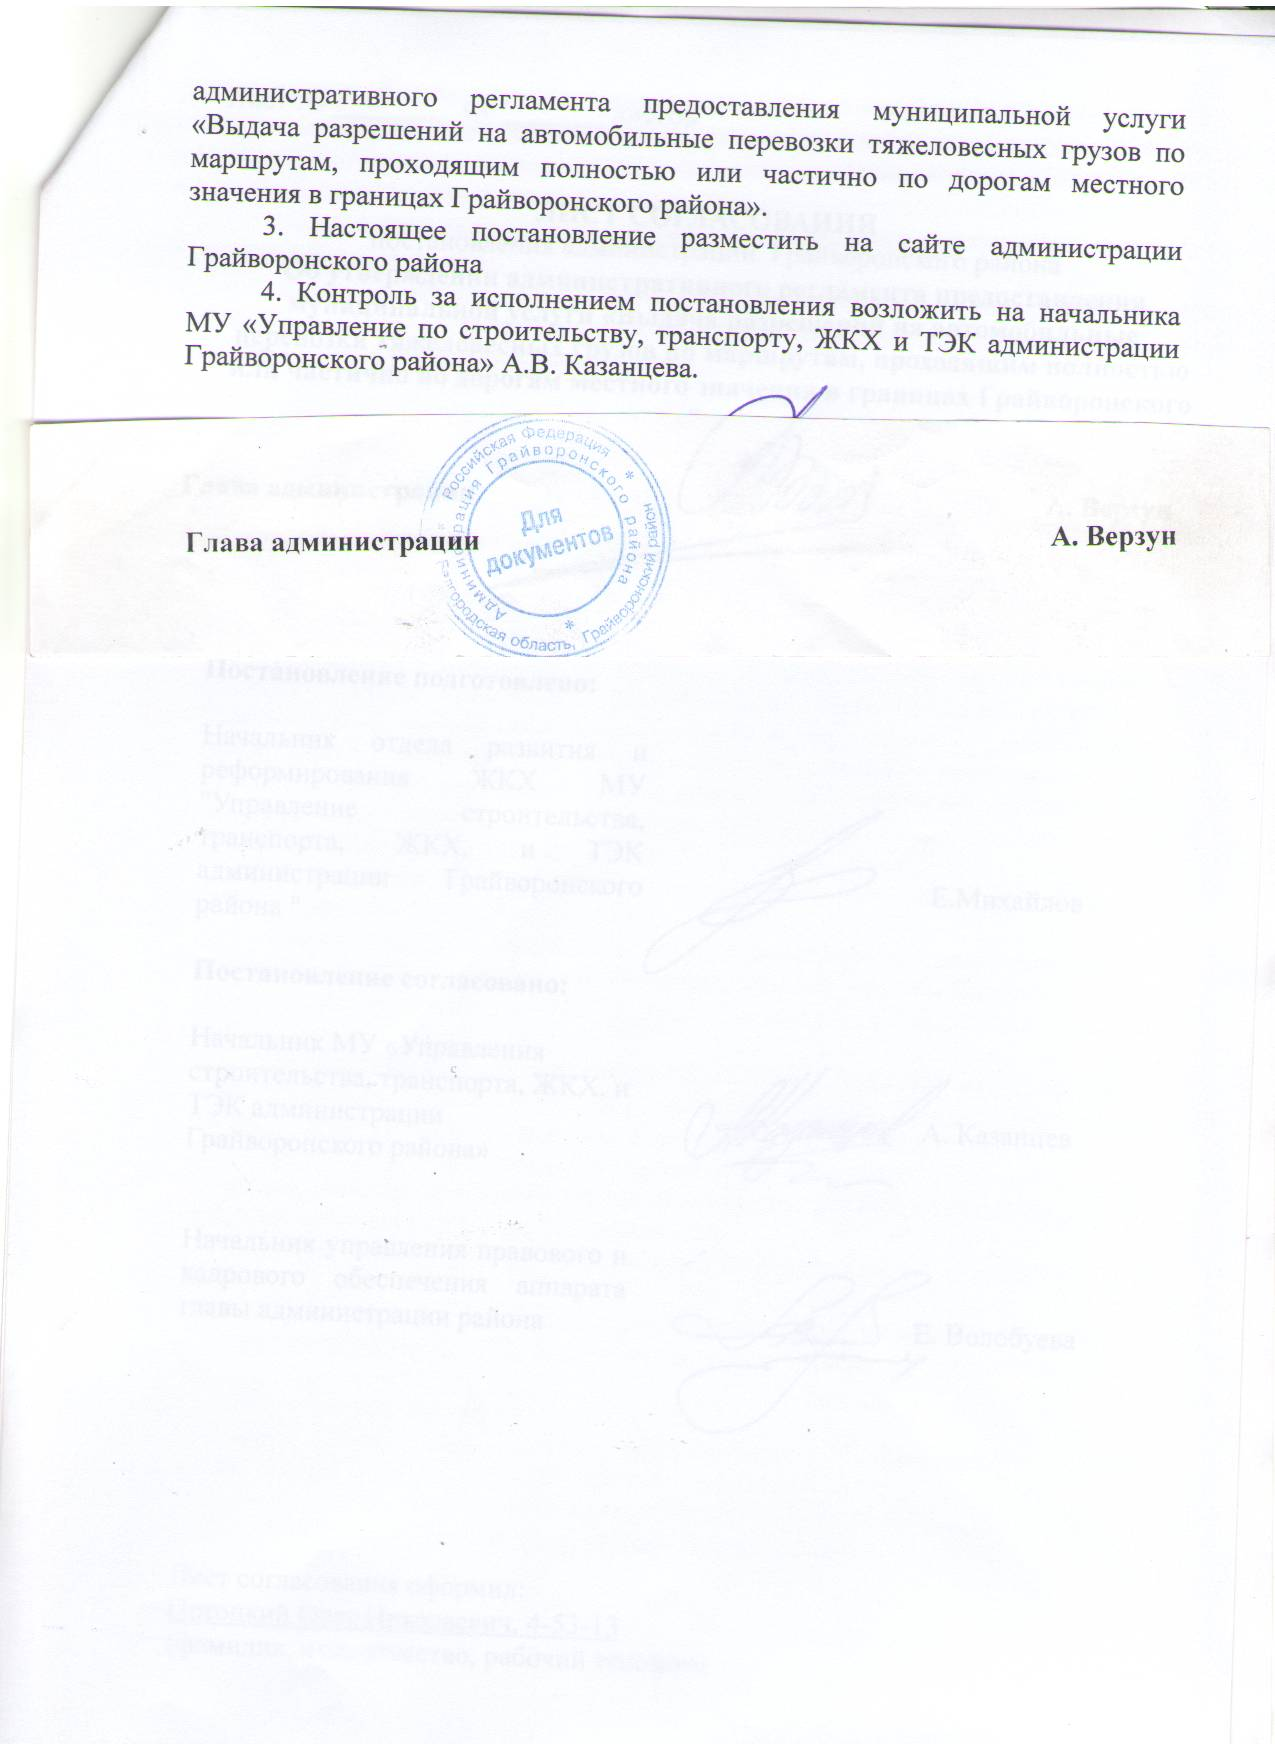 административного регламента предоставления муниципальной услуги
«Выдача разрешений на автомобильные перевозки тяжеловесных грузов по
маршрутам, проходящим полностью или частично по дорогам местного
значения в границах Грайворонского района».
3. Настоящее постановление разместить на сайте администрации
Грайворонского района
4. Контроль за исполнением постановления возложить на начальника
МУ «Управление по строительству, транспорту, ЖКХ и ТЭК администрации
Грайворонского района» А.В. Казанцева.
Российская Федерация * Грайворонский район
Белгородская область, *
Администрация Грайворонского района
Для
документов
Глава администрации А. Верзун
Постановление подготовлено:
Начальник отдела развития и
реформирования ЖКХ МУ
"Управление строительства,
транспорта, ЖКХ, и ТЭК
администрации Грайворонского
района " Е.Михайлов
Постановление согласовано:
Начальник МУ «Управления
строительства, транспорта, ЖКХ, и
ТЭК администрации
Грайворонского района» А. Казанцев
Начальник управления правового и
кадрового обеспечения аппарата
главы администрации района Е. Волобуева
Лист согласования оформил:
4-53-13
рабочий телефон